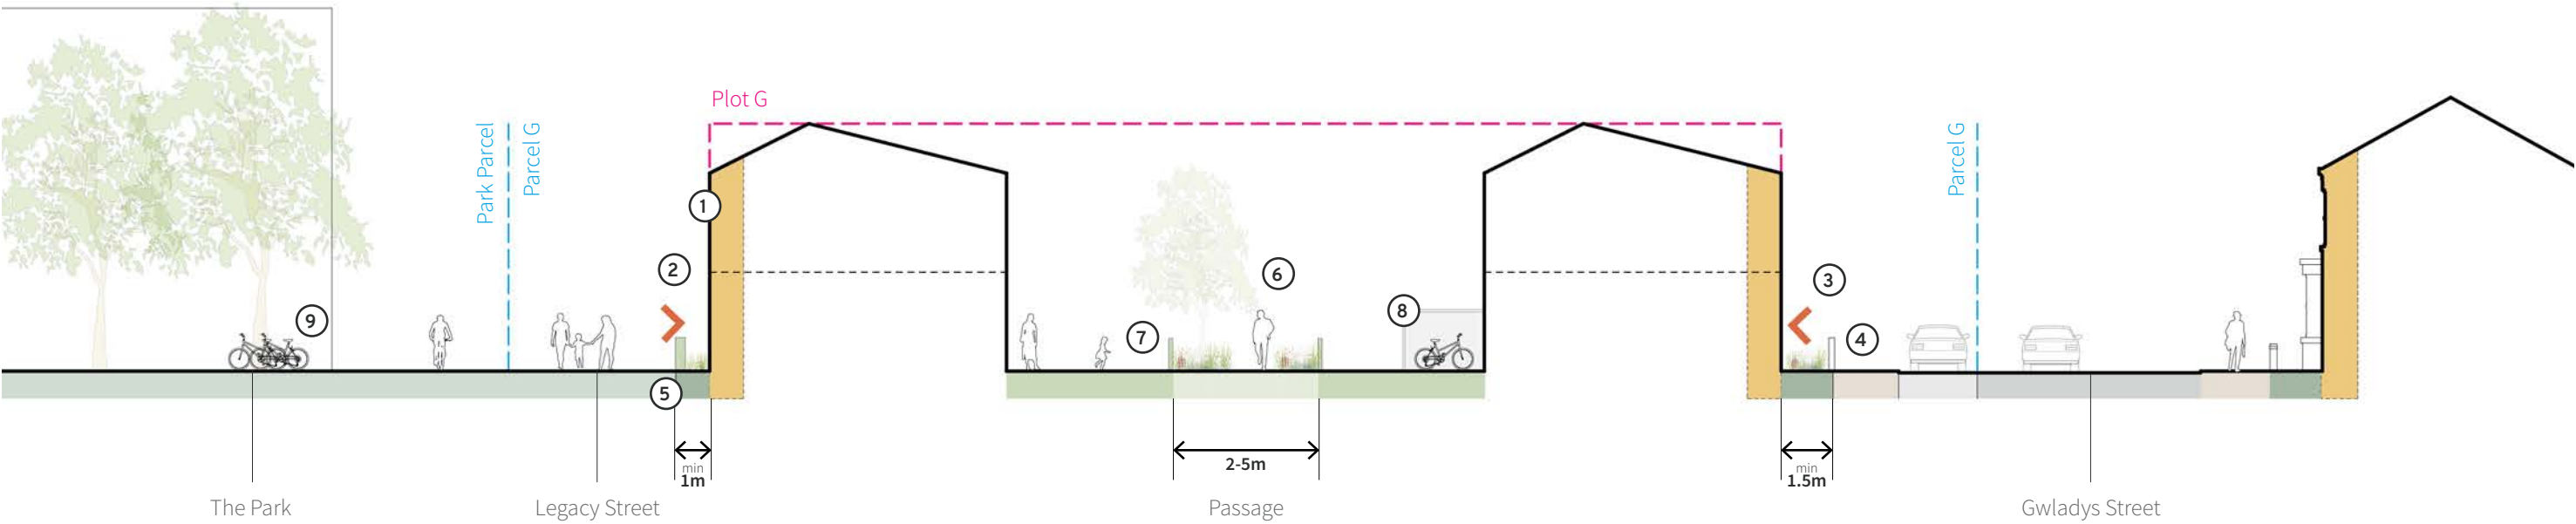 Plot G
Park Parcel
Parcel G
Parcel G
1
2
3
4
5
6
7
8
9
min
1m
2-5m
min
1.5m
The Park
Legacy Street
Passage
Gwladys Street